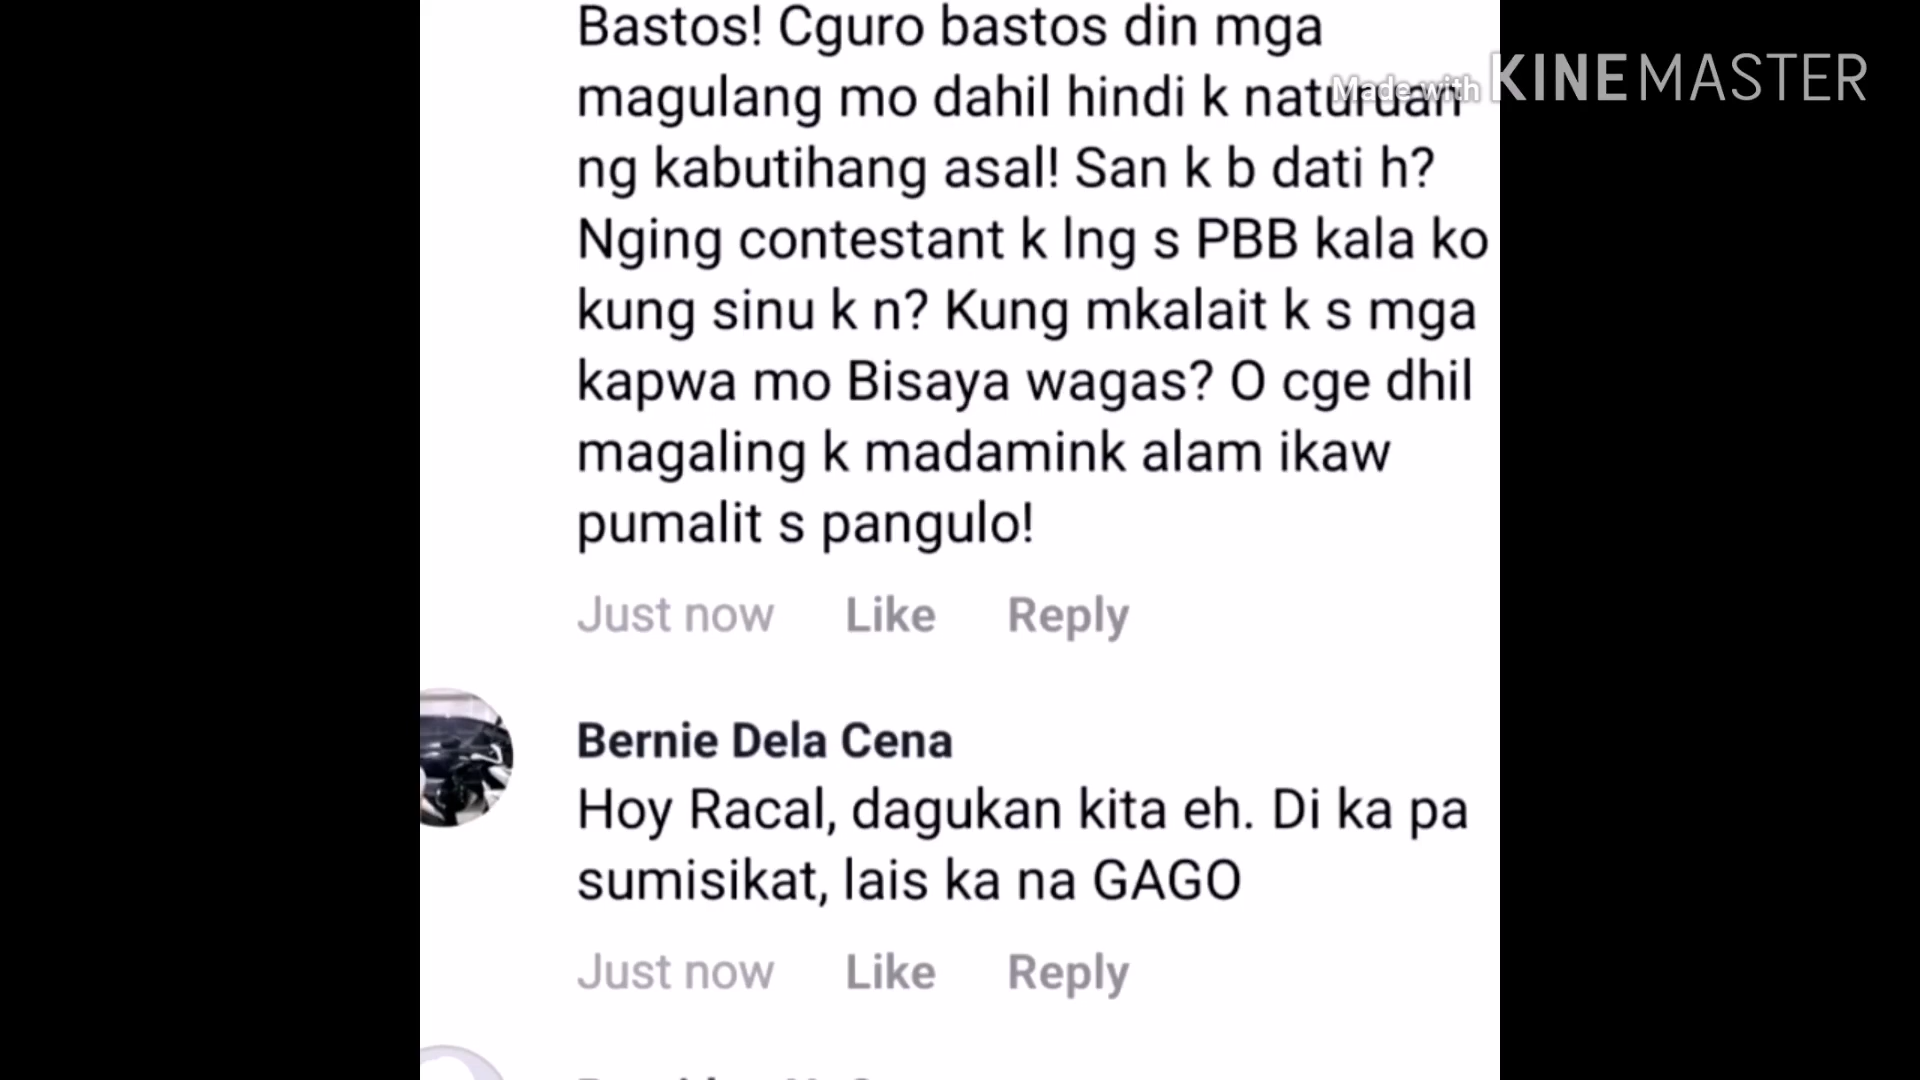 Bastos! Cguro bastos din mga
magulang mo dahil hindi k naturuan
Made with KINEMASTER
ng kabutihang asal! San k b dati h?
Nging contestant k lng s PBB kala ko
kung sinu k n? Kung mkalait k s mga
kapwa mo Bisaya wagas? O cge dhil
magaling k madamink alam ikaw
pumalit s pangulo!
Just now Like Reply
Bernie Dela Cena
Hoy Racal, dagukan kita eh. Di ka pa
sumisikat, lais ka na GAGO
Just now Like Reply